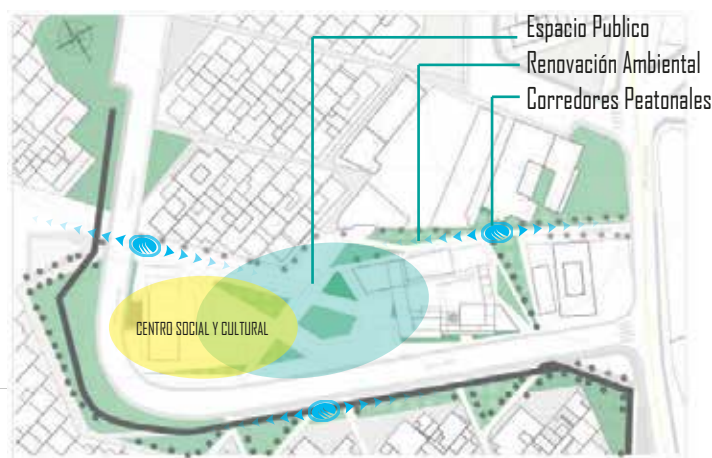 Espacio Publico
Renovación Ambiental
Corredores Peatonales
CENTRO SOCIAL Y CULTURAL